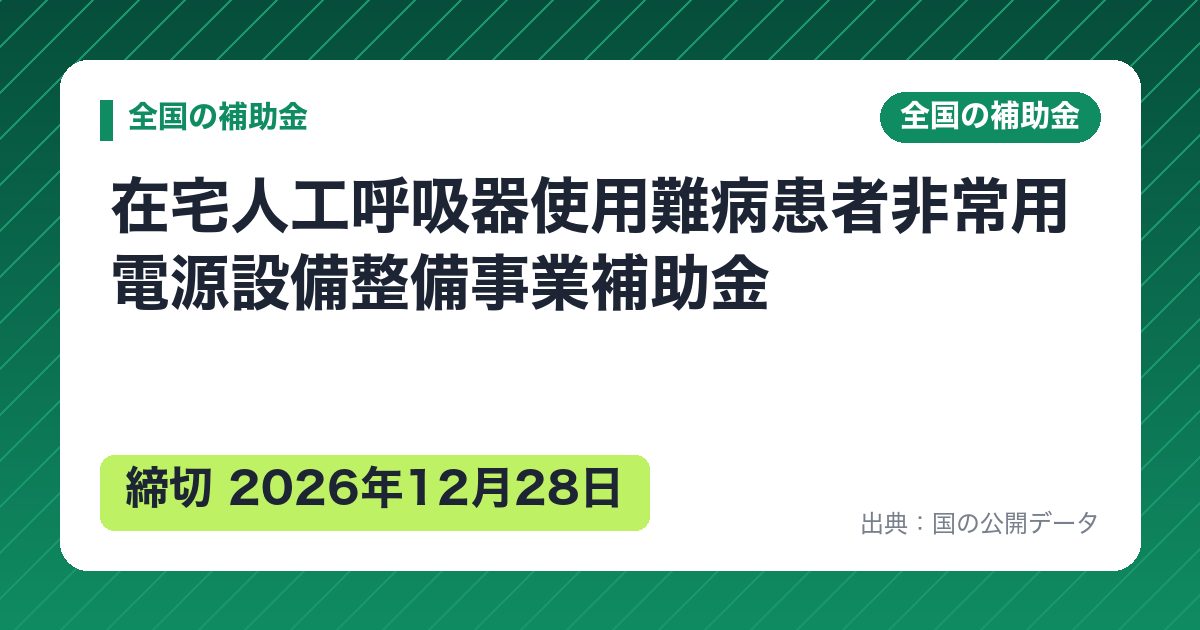 全国の補助金
全国の補助金
在宅人工呼吸器使用難病患者非常用
電源設備整備事業補助金
締切 2026年12月28日
出典：国の公開データ